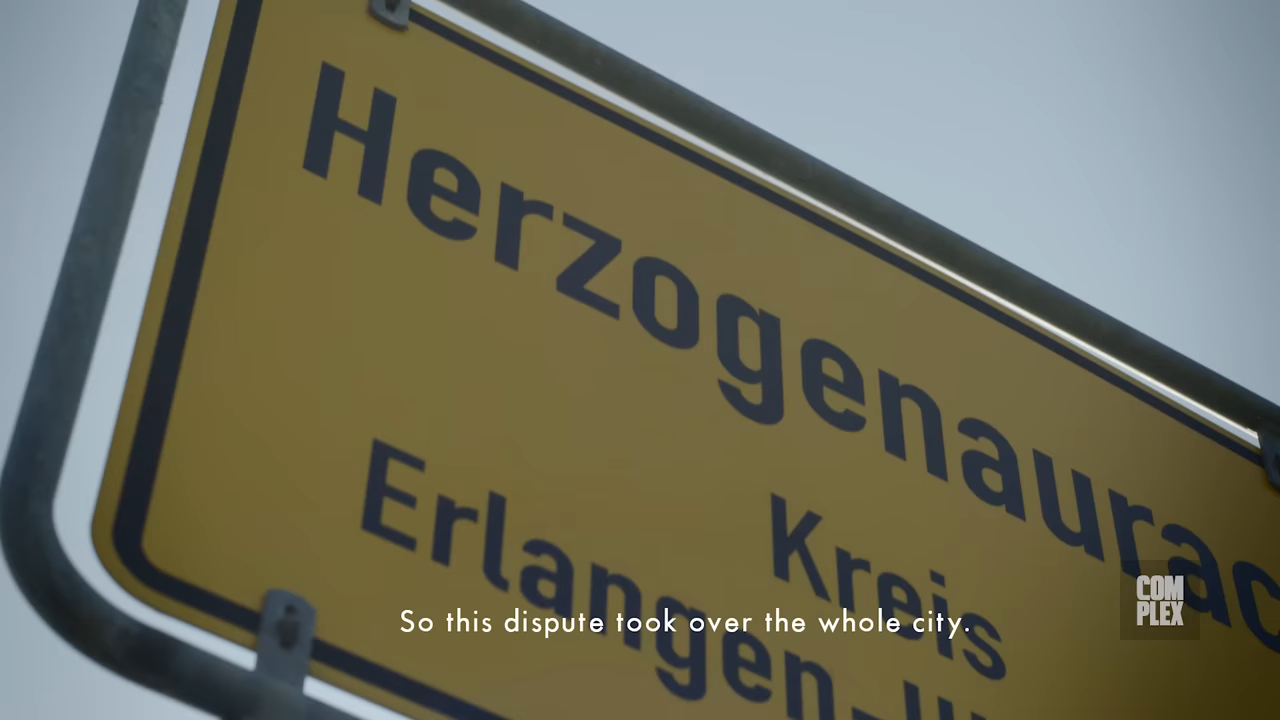 Herzogenaurac
Kreis
Erlangen-
So this dispute took over the whole city.
COM
PLEX